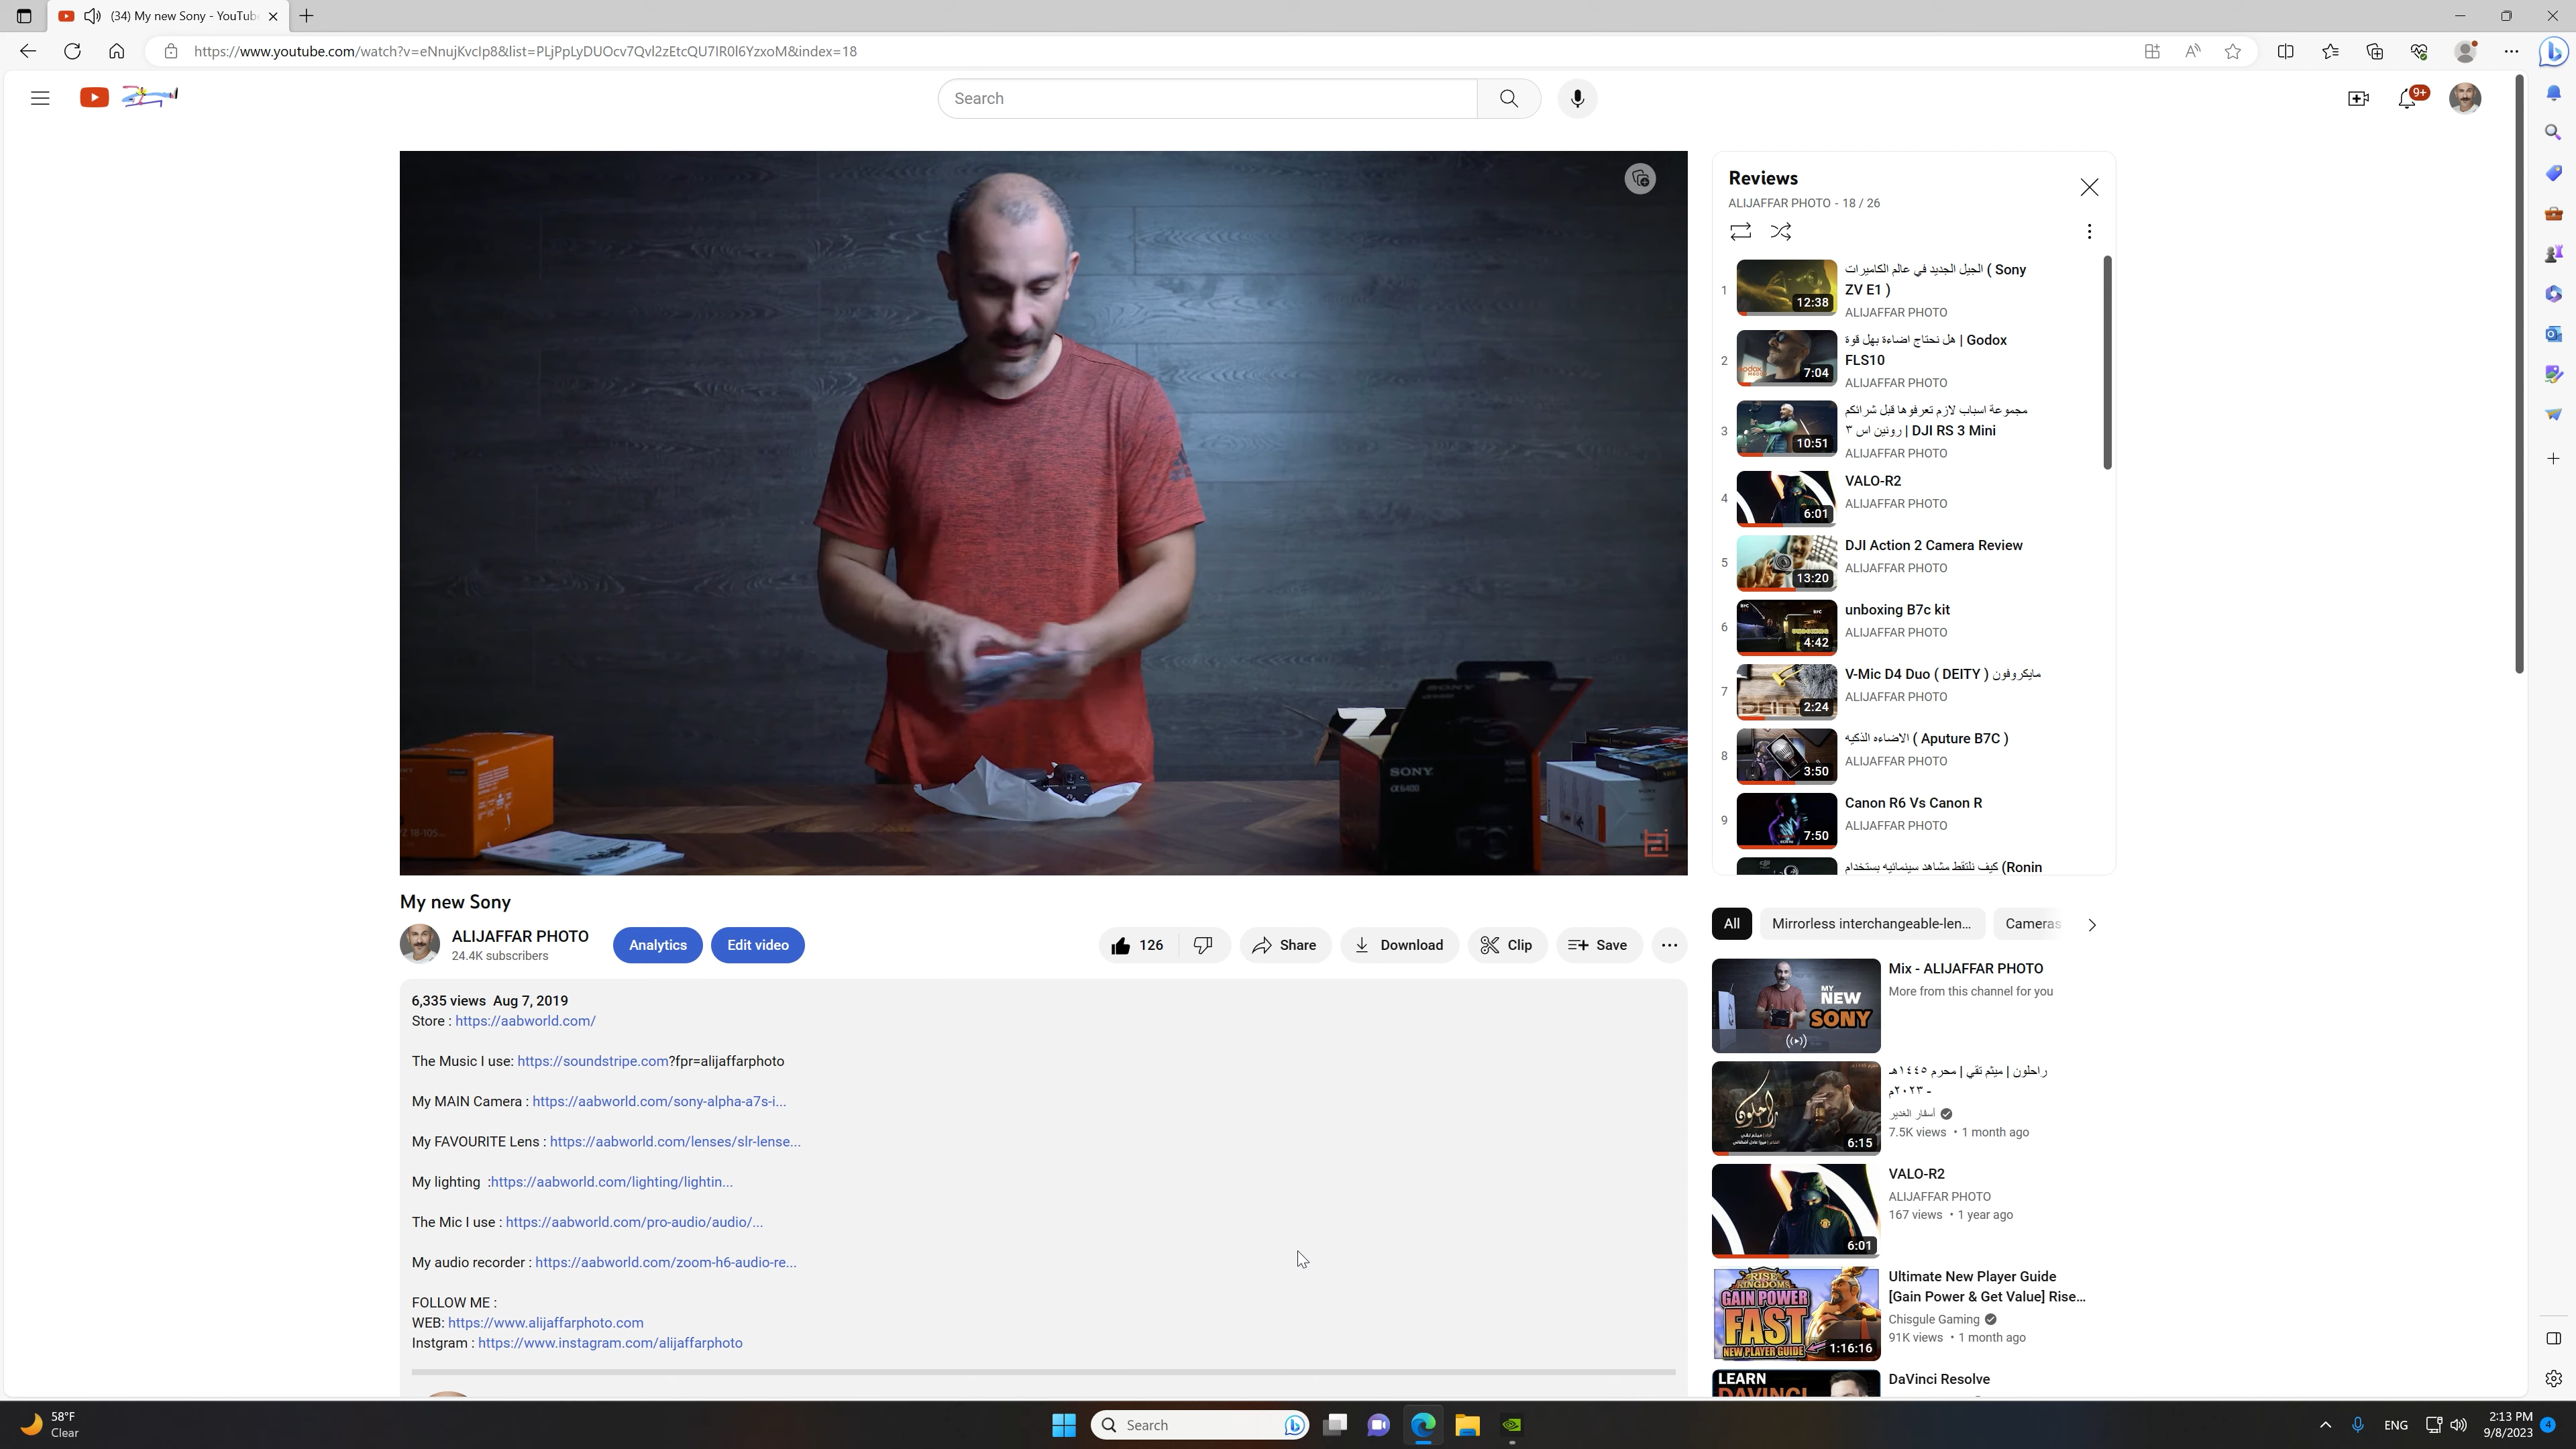 (34) My new Sony - YouTub
https://www.youtube.com/watch?v=eNnujKvcIp8&list=PLjPpLyDUOcv7Qvl2zEtcQU7IR0l6YzxoM&index=18
Search
9+
SONY
α6400
Reviews
ALIJAFFAR PHOTO - 18 / 26
1
12:38
الجيل الجديد في عالم الكاميرات ( Sony
ZV E1 )
ALIJAFFAR PHOTO
2
7:04
هل نحتاج اضاءة بهل قوة | Godox
FLS10
ALIJAFFAR PHOTO
3
10:51
مجموعة اسباب لازم تعرفوها قبل شرائكم
رونين اس ٣ | DJI RS 3 Mini
ALIJAFFAR PHOTO
4
6:01
VALO-R2
ALIJAFFAR PHOTO
5
13:20
DJI Action 2 Camera Review
ALIJAFFAR PHOTO
6
4:42
unboxing B7c kit
ALIJAFFAR PHOTO
7
2:24
V-Mic D4 Duo ( DEITY ) مايكروفون
ALIJAFFAR PHOTO
8
3:50
الاضاءه الذكيه ( Aputure B7C )
ALIJAFFAR PHOTO
9
7:50
Canon R6 Vs Canon R
ALIJAFFAR PHOTO
كيف نلتقط مشاهد سينمائيه بستخدام (Ronin
My new Sony
ALIJAFFAR PHOTO
24.4K subscribers
Analytics
Edit video
126
Share
Download
Clip
Save
6,335 views Aug 7, 2019
Store : https://aabworld.com/
The Music I use: https://soundstripe.com?fpr=alijaffarphoto
My MAIN Camera : https://aabworld.com/sony-alpha-a7s-i...
My FAVOURITE Lens : https://aabworld.com/lenses/slr-lense...
My lighting :https://aabworld.com/lighting/lightin...
The Mic I use : https://aabworld.com/pro-audio/audio/...
My audio recorder : https://aabworld.com/zoom-h6-audio-re...
FOLLOW ME :
WEB: https://www.alijaffarphoto.com
Instgram : https://www.instagram.com/alijaffarphoto
All
Mirrorless interchangeable-len...
Cameras
MY
NEW
SONY
Mix - ALIJAFFAR PHOTO
More from this channel for you
راحلون
6:15
راحلون | ميثم تقي | محرم ١٤٤٥هـ
- ٢٠٢٣م
أسفار الغدير
7.5K views • 1 month ago
6:01
VALO-R2
ALIJAFFAR PHOTO
167 views • 1 year ago
RISE
KINGDOMS
GAIN POWER
FAST
NEW PLAYER GUIDE
1:16:16
Ultimate New Player Guide
[Gain Power & Get Value] Rise...
Chisgule Gaming
91K views • 1 month ago
LEARN
DAVINCI
DaVinci Resolve
58°F
Clear
Search
ENG
2:13 PM
9/8/2023
4